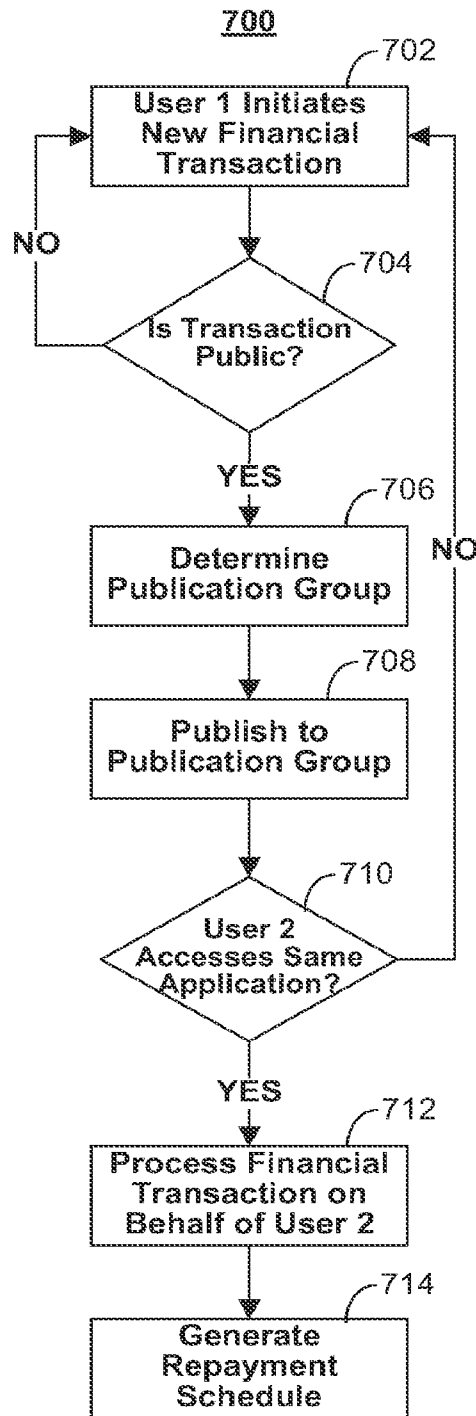 700
702
User 1 Initiates
New Financial
Transaction
NO
704
Is Transaction
Public?
YES
706
Determine
Publication Group
NO
708
Publish to
Publication Group
710
User 2
Accesses Same
Application?
YES
712
Process Financial
Transaction on
Behalf of User 2
714
Generate
Repayment
Schedule